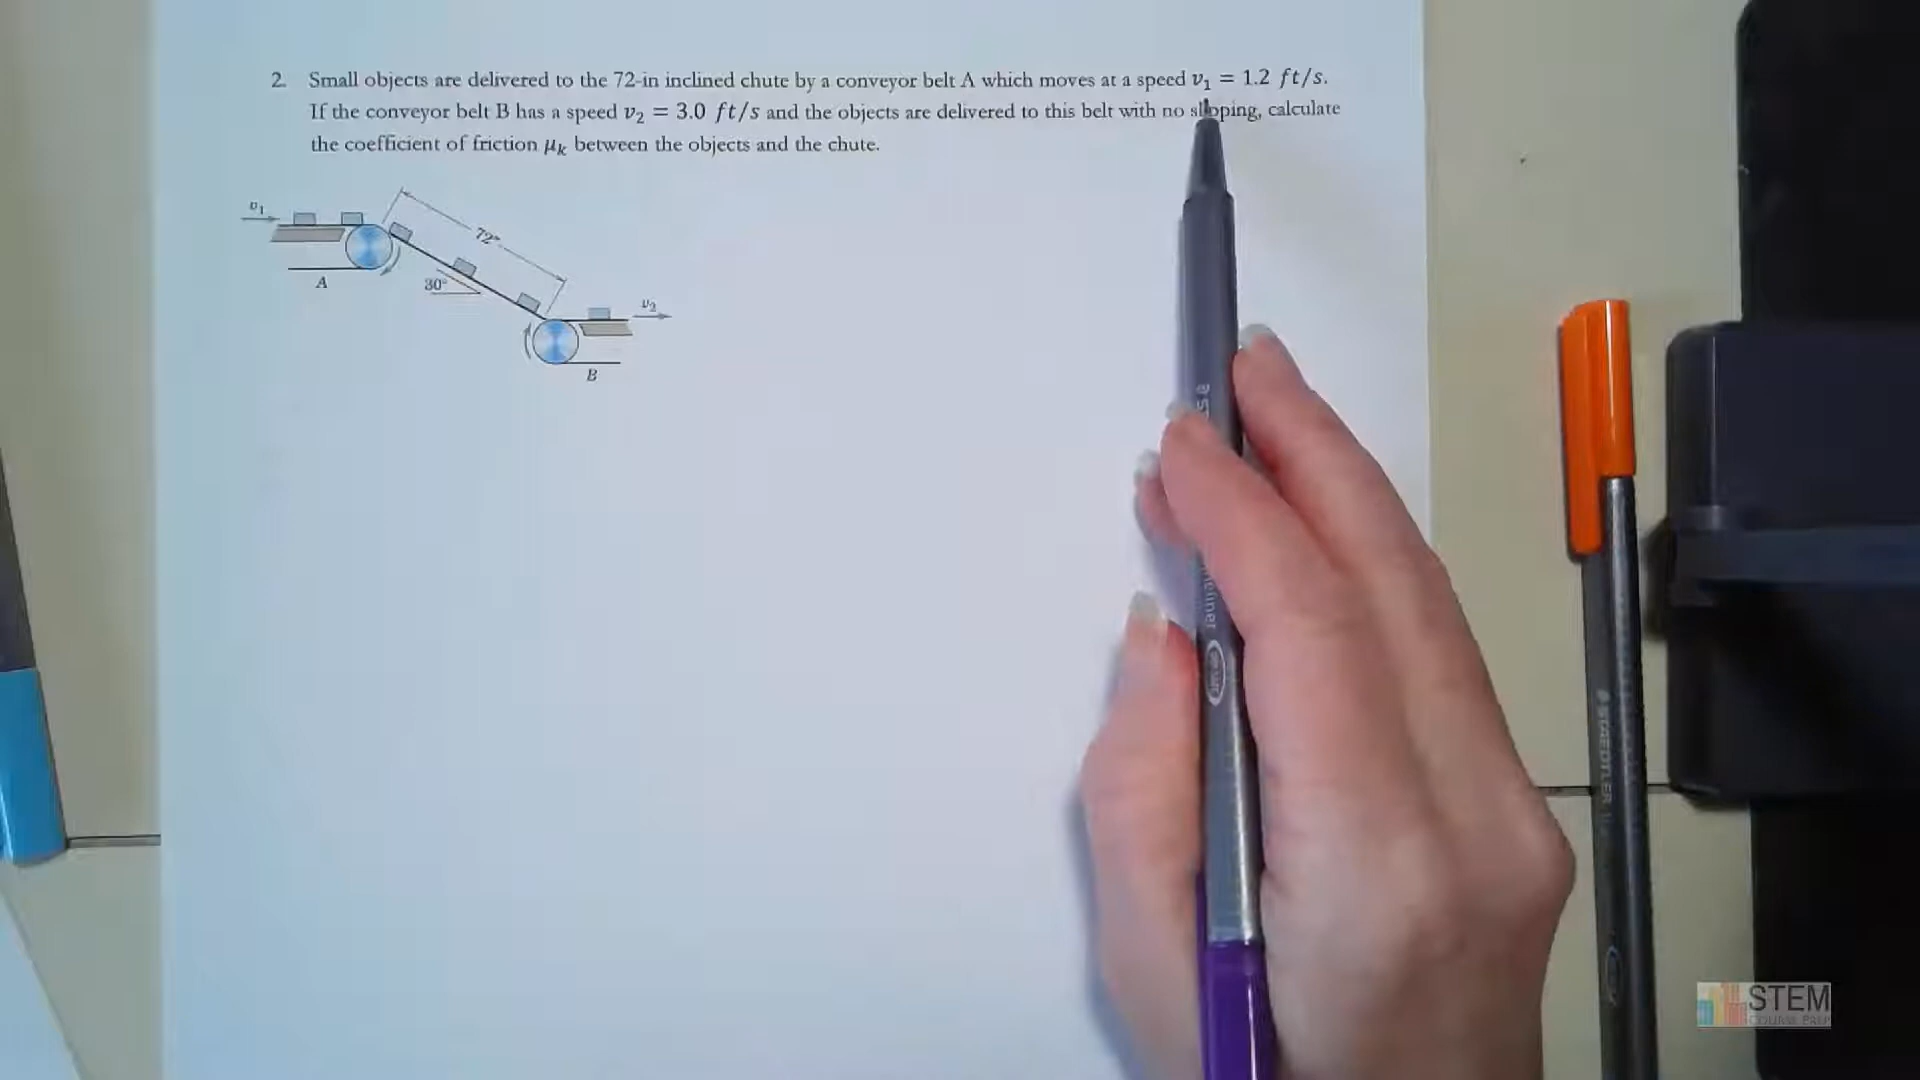 2. Small objects are delivered to the 72-in inclined chute by a conveyor belt A which moves at a speed v₁ = 1.2 ft/s.
If the conveyor belt B has a speed v₂ = 3.0 ft/s and the objects are delivered to this belt with no slipping, calculate
the coefficient of friction μₖ between the objects and the chute.
v₁
72"
A
30°
v₂
B
STAEDTLER
STEM
COURSE PREP